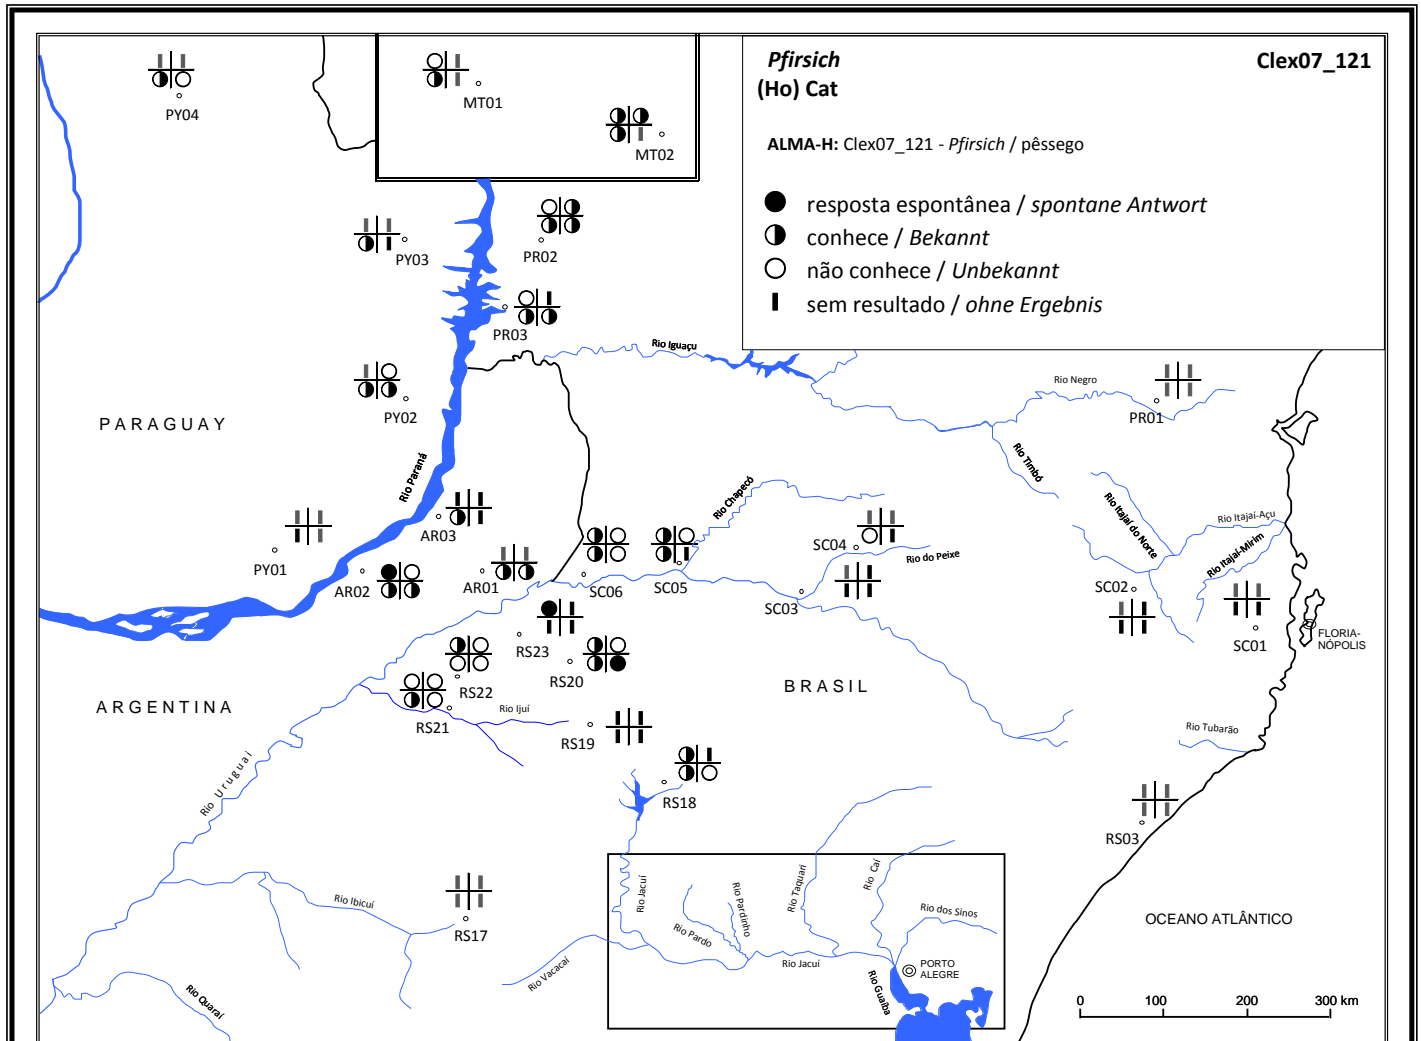 Pfirsich
Clex07_121
(Ho) Cat
ALMA-H: Clex07_121 - Pfirsich / pêssego
resposta espontânea / spontane Antwort
conhece / Bekannt
não conhece / Unbekannt
sem resultado / ohne Ergebnis
PY04
MT01
MT02
PY03
PR02
PR03
Rio Iguaçu
Rio Negro
PR01
PY02
PARAGUAY
Rio Paraná
Rio Timbó
Rio Chapecó
Rio Itajaí do Norte
Rio Itajaí-Açu
Rio Itajaí-Mirim
AR03
SC04
Rio do Peixe
PY01
AR02
AR01
SC06
SC05
SC03
SC02
SC01
FLORIA-
NÓPOLIS
RS23
RS20
RS22
BRASIL
ARGENTINA
RS21
Rio Ijuí
RS19
Rio Tubarão
Rio Uruguai
RS18
RS03
Rio Ibicuí
RS17
Rio Jacuí
Rio Pardo
Rio Pardinho
Rio Taquari
Rio Caí
Rio dos Sinos
OCEANO ATLÂNTICO
Rio Vacacaí
Rio Jacuí
PORTO
ALEGRE
Rio Guaíba
Rio Quaraí
0 100 200 300 km